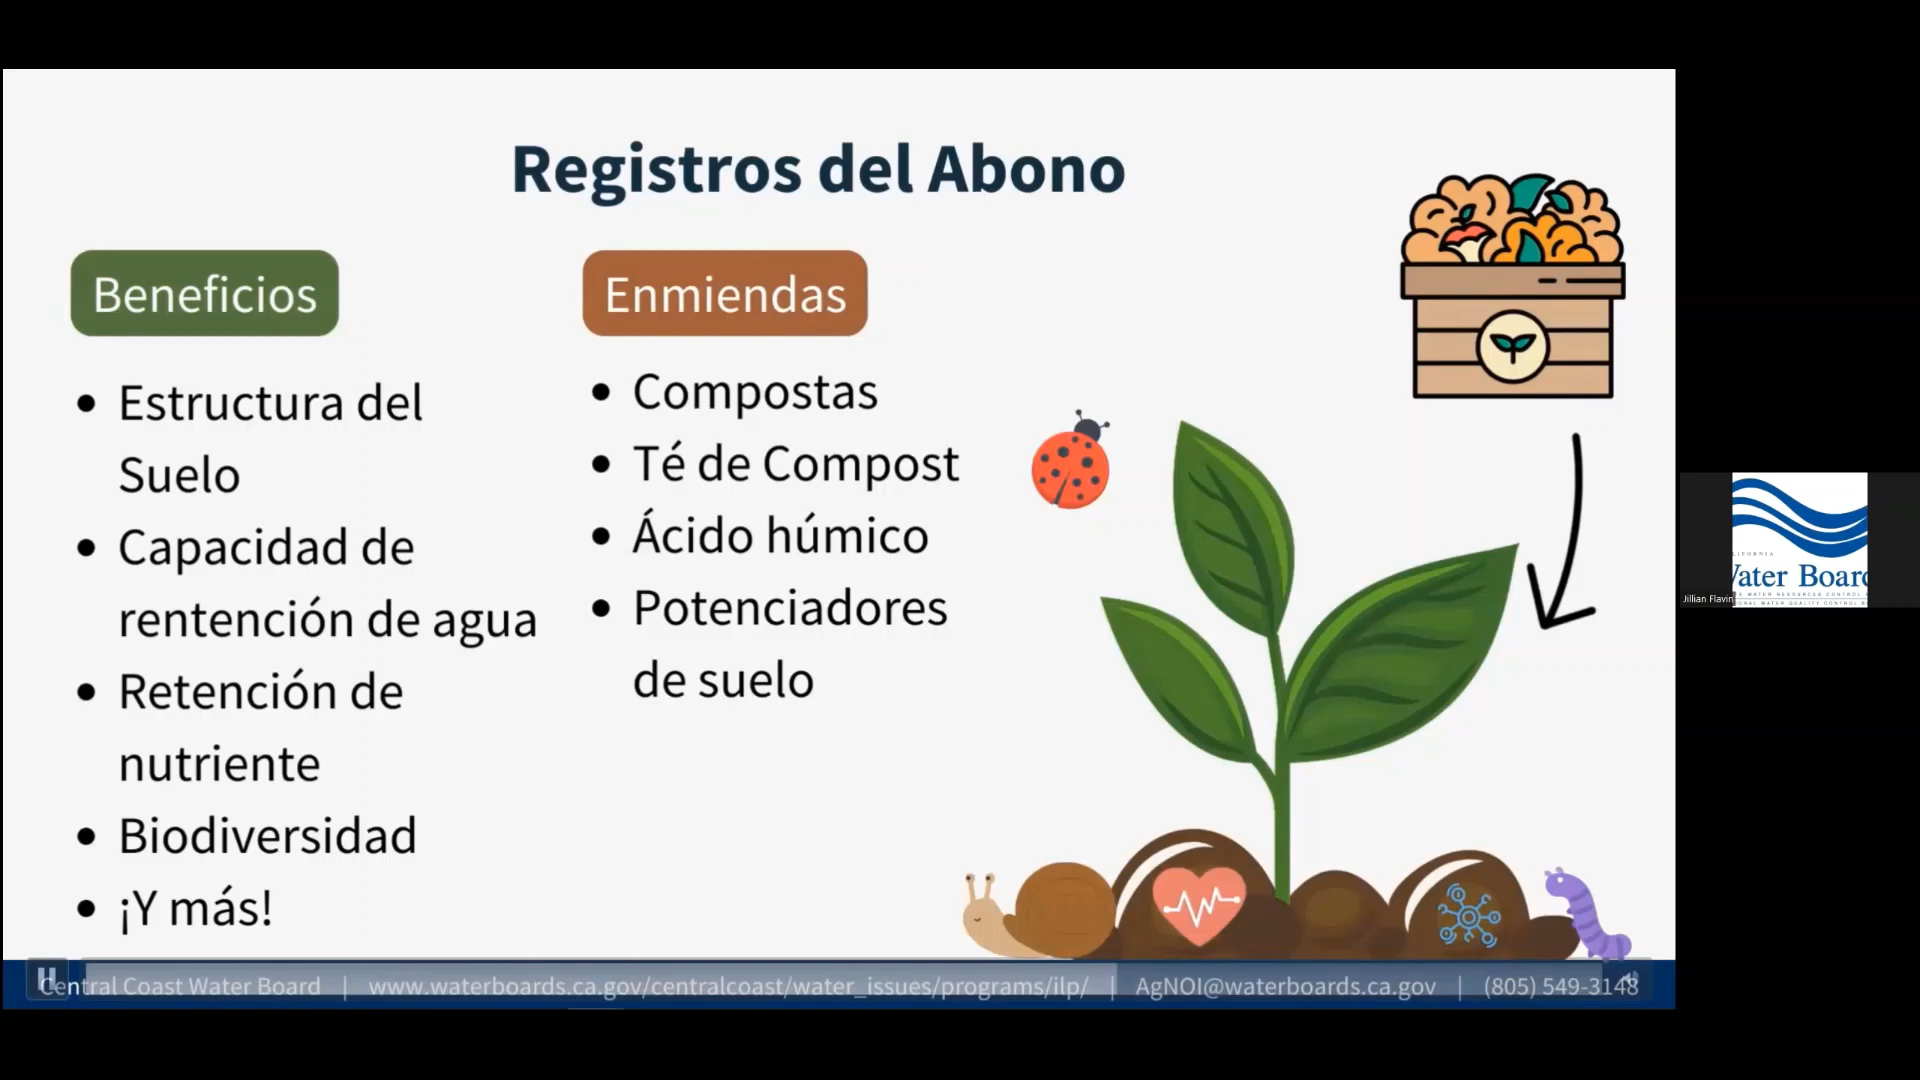 Registros del Abono
Beneficios
Estructura del
Suelo
Capacidad de
rentención de agua
Retención de
nutriente
Biodiversidad
¡Y más!
Enmiendas
Compostas
Té de Compost
Ácido húmico
Potenciadores
de suelo
Central Coast Water Board | www.waterboards.ca.gov/centralcoast/water_issues/programs/ilp/ | AgNOI@waterboards.ca.gov | (805) 549-3148
Water Board
Jillian Flavin